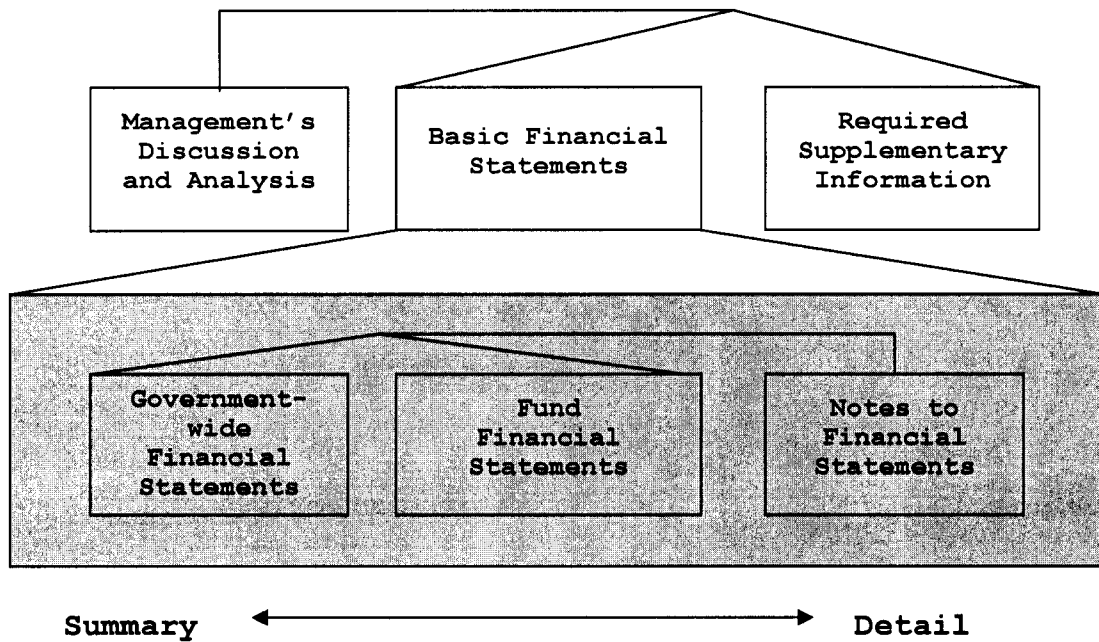 Management's
Discussion
and Analysis
Basic Financial
Statements
Required
Supplementary
Information
Government-
wide
Financial
Statements
Fund
Financial
Statements
Notes to
Financial
Statements
Summary
Detail